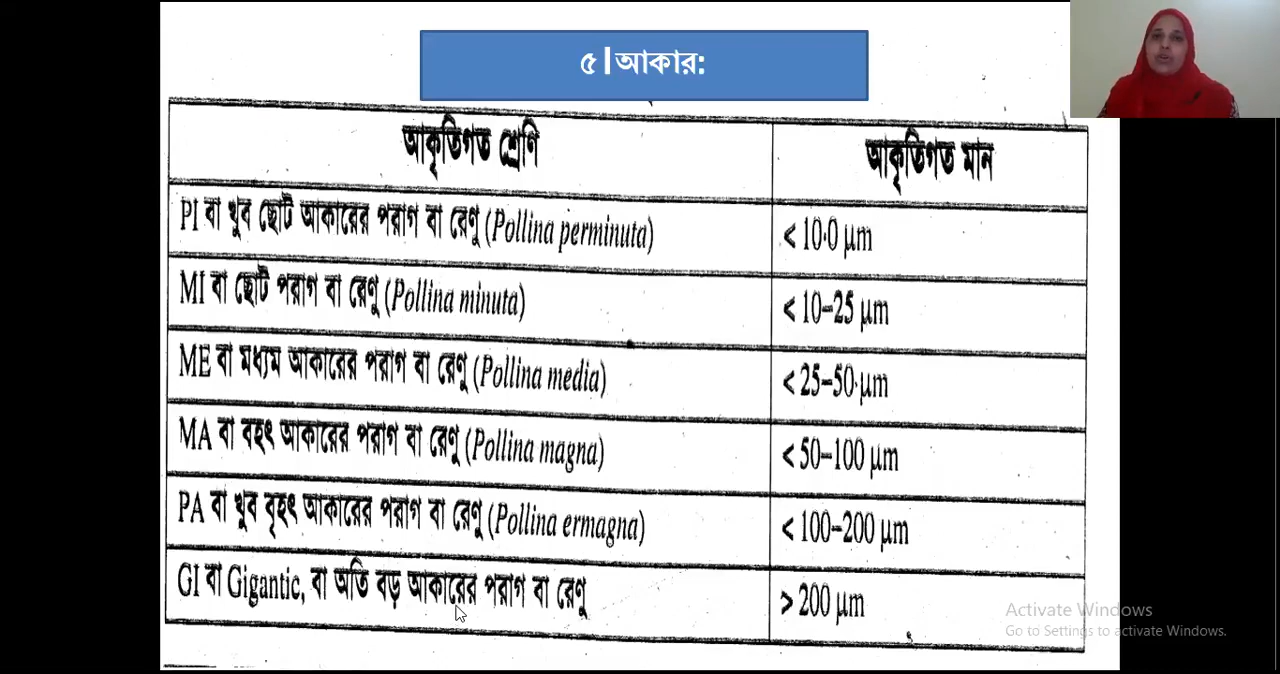 ৫।আকার:
আকৃতিগত শ্রেণি
আকৃতিগত মান
PI বা খুব ছোট আকারের পরাগ বা রেণু (Pollina perminuta)
< 10·0 µm
MI বা ছোট পরাগ বা রেণু (Pollina minuta)
< 10–25 µm
ME বা মধ্যম আকারের পরাগ বা রেণু (Pollina media)
< 25–50 µm
MA বা বৃহৎ আকারের পরাগ বা রেণু (Pollina magna)
< 50–100 µm
PA বা খুব বৃহৎ আকারের পরাগ বা রেণু (Pollina ermagna)
< 100–200 µm
GI বা Gigantic, বা অতি বড় আকারের পরাগ বা রেণু
> 200 µm
Activate Windows
Go to Settings to activate Windows.